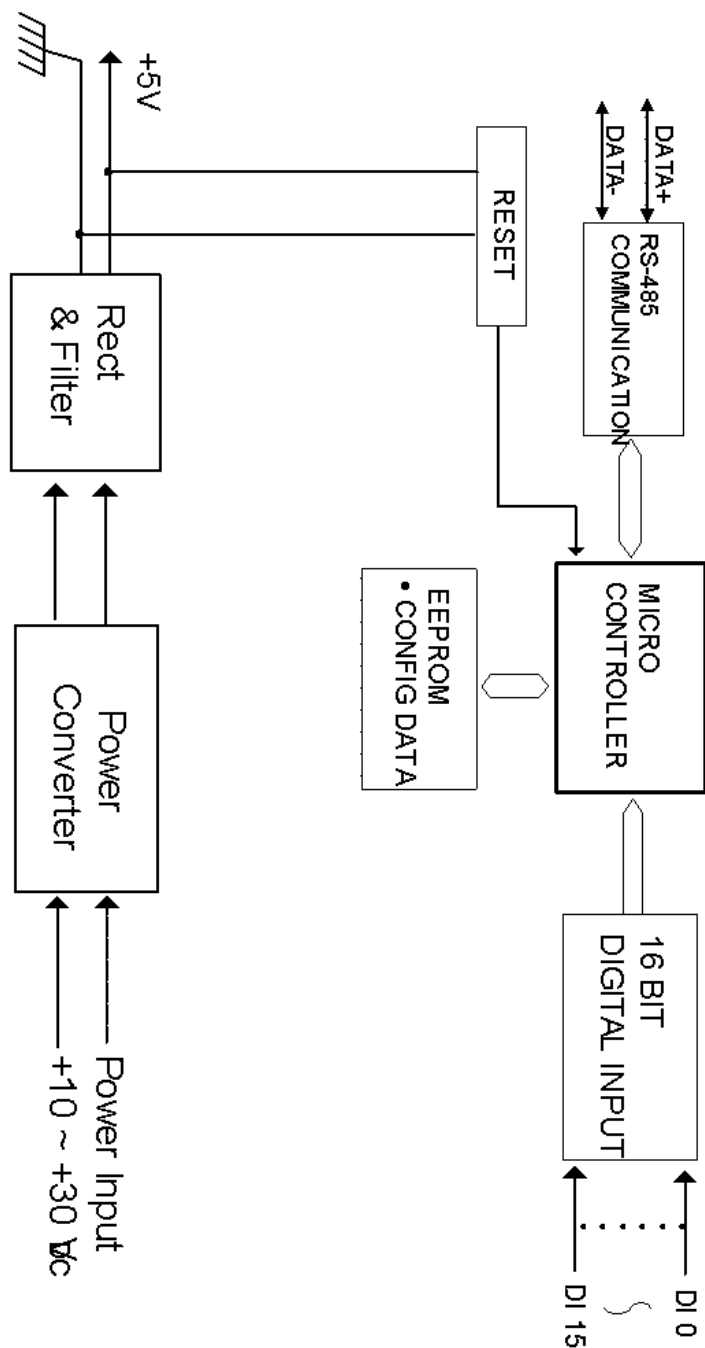 DATA+
DATA-
RS-485
COMMUNICATION
MICRO
CONTROLLER
16 BIT
DIGITAL INPUT
DI 0
DI 15
RESET
EEPROM
• CONFIG DATA
+5V
Rect
& Filter
Power
Converter
Power Input
+10 ~ +30 Vdc